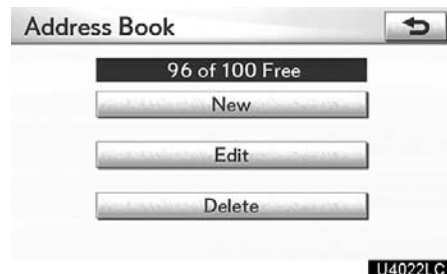 Address Book
96 of 100 Free
New
Edit
Delete
U4022LC